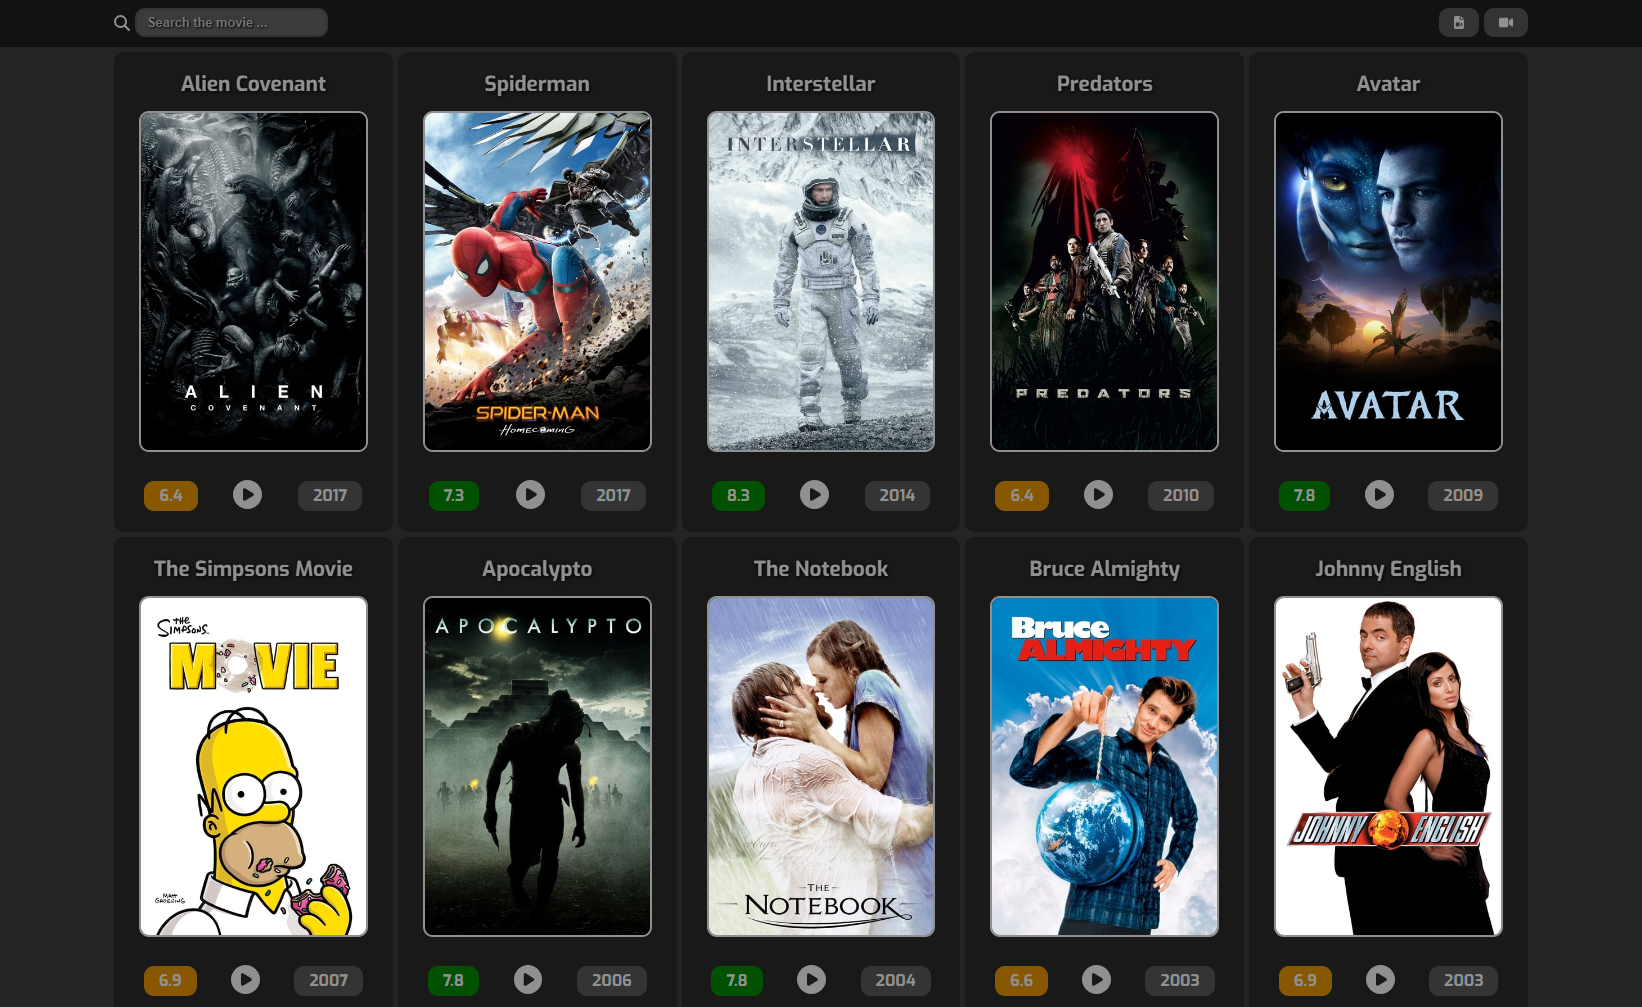 Search the movie ...
Alien Covenant
Spiderman
Interstellar
Predators
Avatar
ALIEN
COVENANT
SPIDER-MAN
HOMECOMING
INTERSTELLAR
PREDATORS
AVATAR
6.4
2017
7.3
2017
8.3
2014
6.4
2010
7.8
2009
The Simpsons Movie
Apocalypto
The Notebook
Bruce Almighty
Johnny English
THE
SIMPSONS
MOVIE
MATT
GROENING
APOCALYPTO
THE
NOTEBOOK
Bruce
ALMIGHTY
JOHNNY ENGLISH
6.9
2007
7.8
2006
7.8
2004
6.6
2003
6.9
2003